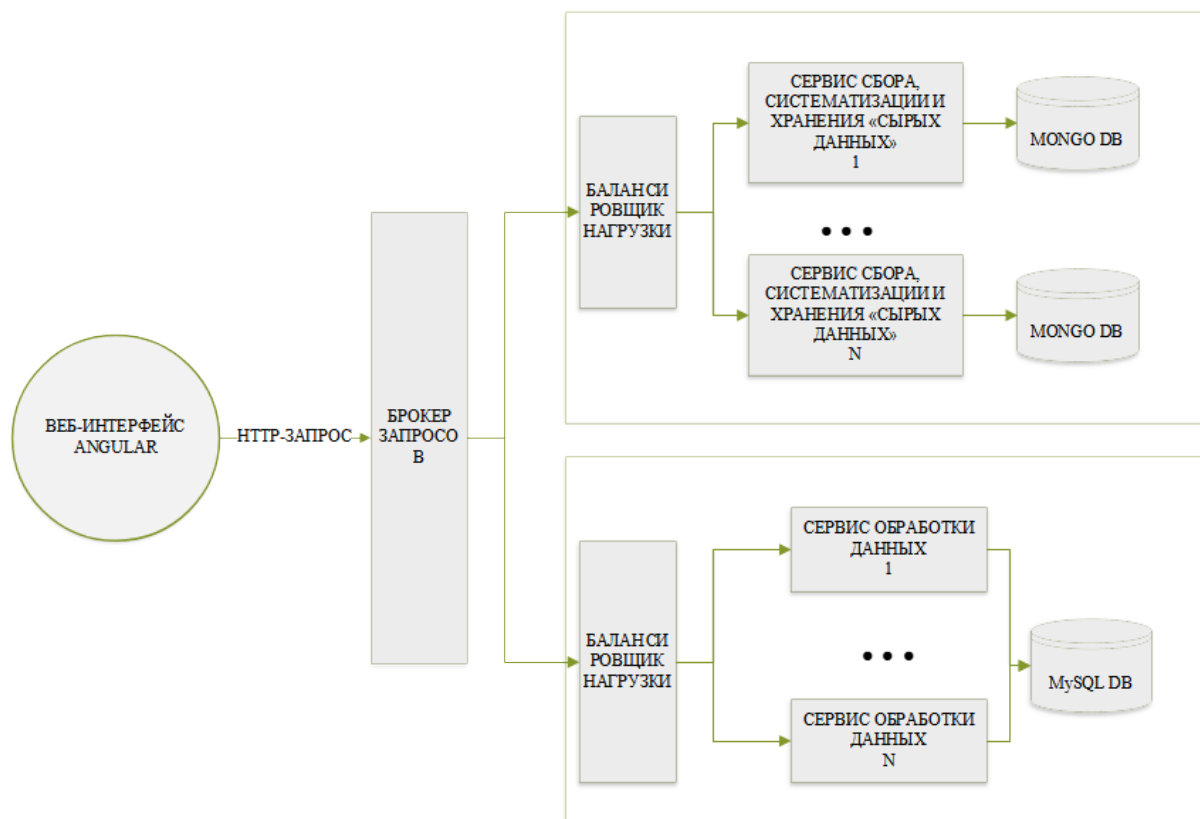 ВЕБ-ИНТЕРФЕЙС
ANGULAR
HTTP-ЗАПРОС
БРОКЕР
ЗАПРОСО
В
БАЛАНСИ
РОВЩИК
НАГРУЗКИ
СЕРВИС СБОРА,
СИСТЕМАТИЗАЦИИ И
ХРАНЕНИЯ «СЫРЫХ
ДАННЫХ»
1
MONGO DB
• • •
СЕРВИС СБОРА,
СИСТЕМАТИЗАЦИИ И
ХРАНЕНИЯ «СЫРЫХ
ДАННЫХ»
N
MONGO DB
БАЛАНСИ
РОВЩИК
НАГРУЗКИ
СЕРВИС ОБРАБОТКИ
ДАННЫХ
1
• • •
СЕРВИС ОБРАБОТКИ
ДАННЫХ
N
MySQL DB